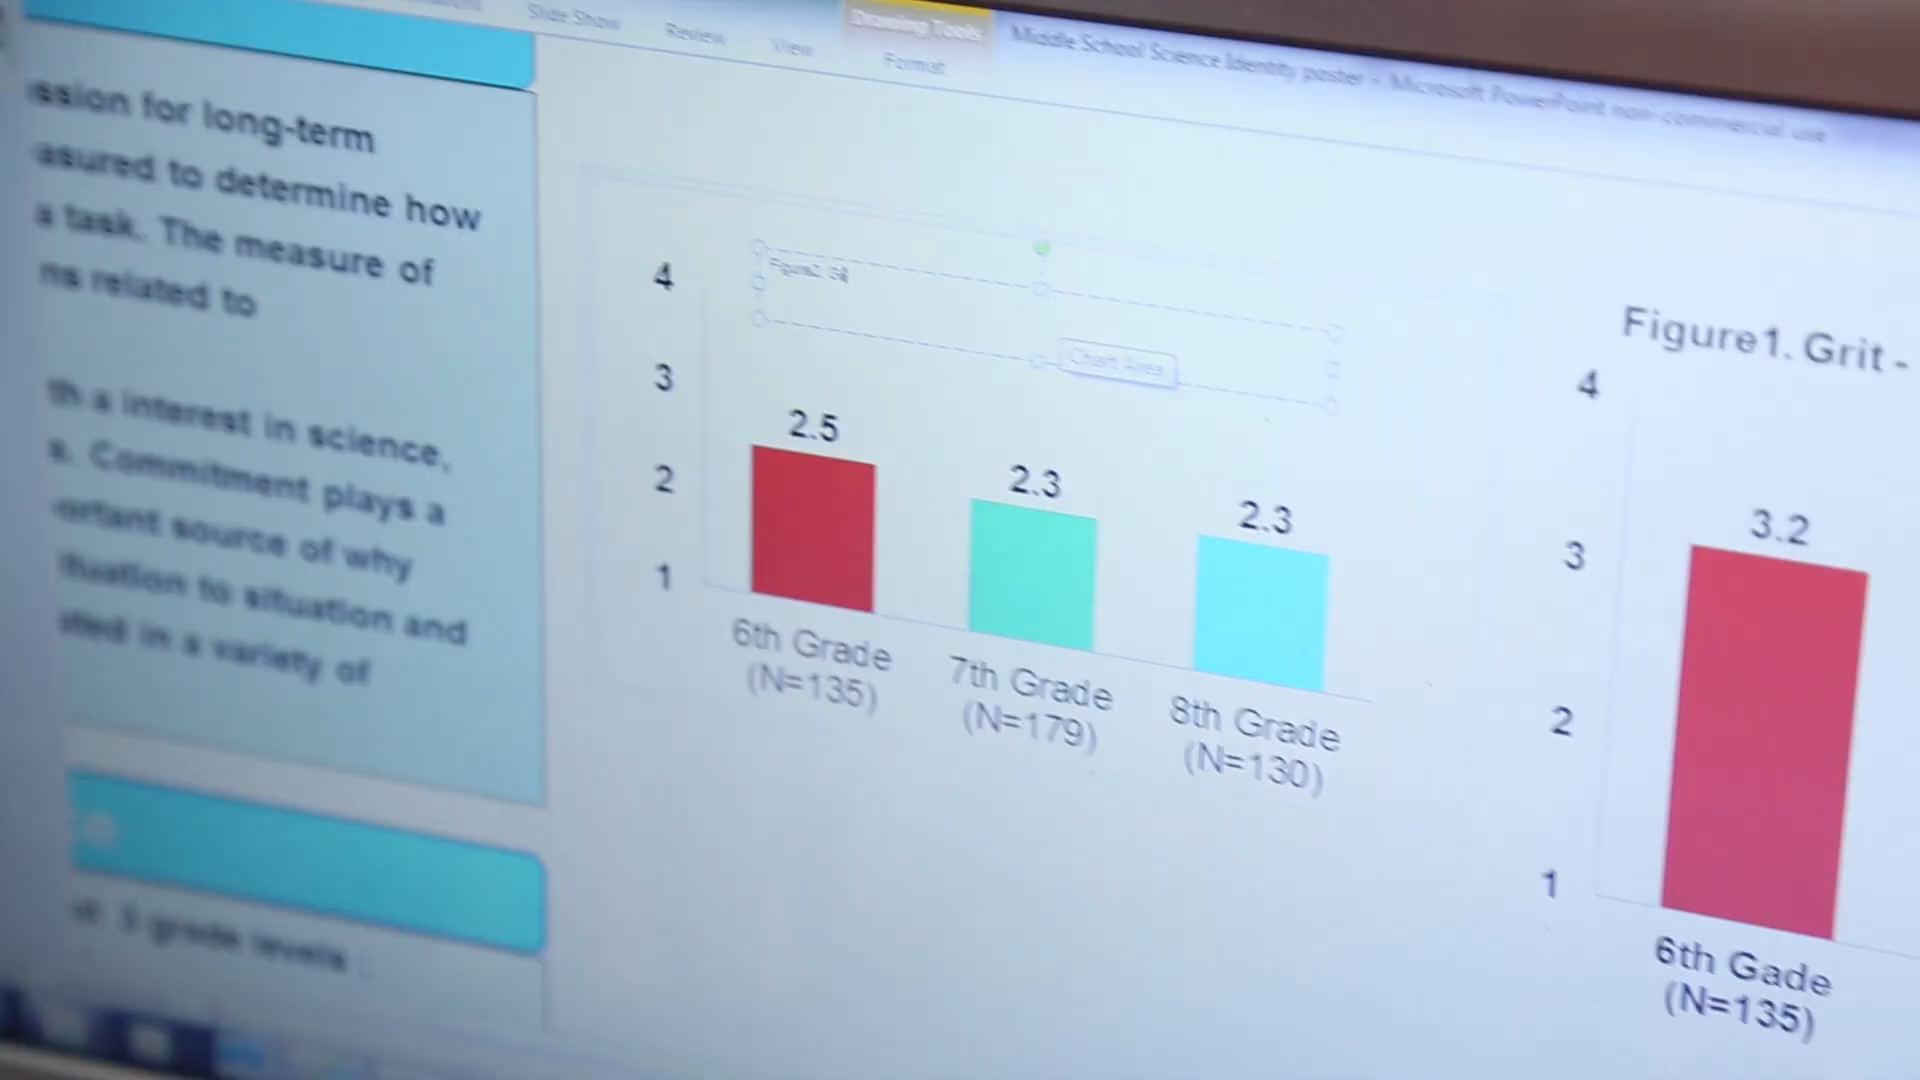 Slide Show Review View Drawing Tools Format
Middle School Science Identity poster - Microsoft PowerPoint non-commercial use
ssion for long-term
asured to determine how
a task. The measure of
ns related to
th a interest in science,
s. Commitment plays a
ortant source of why
ituation to situation and
ated in a variety of
3 grade levels :
4
3
2
1
Figure2.
Chart Area
2.5
2.3
2.3
6th Grade
(N=135)
7th Grade
(N=179)
8th Grade
(N=130)
Figure1. Grit -
4
3
2
1
3.2
6th Gade
(N=135)